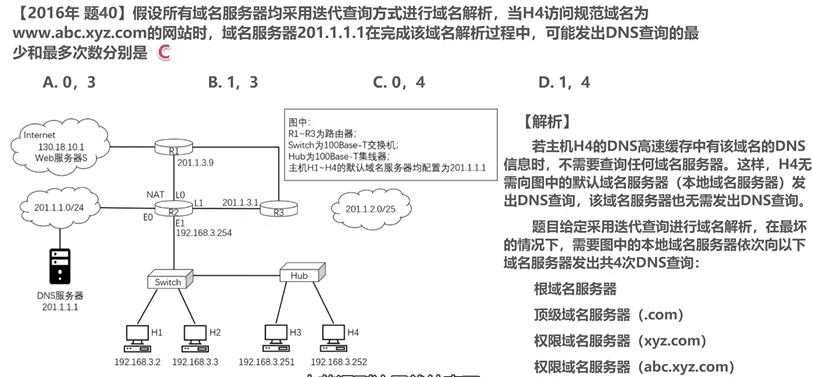 【2016年 题40】假设所有域名服务器均采用迭代查询方式进行域名解析，当H4访问规范域名为
www.abc.xyz.com的网站时，域名服务器201.1.1.1在完成该域名解析过程中，可能发出DNS查询的最
少和最多次数分别是 C
A. 0，3
B. 1，3
C. 0，4
D. 1，4
Internet
130.18.10.1
Web服务器S
R1
201.1.3.9
图中：
R1~R3为路由器；
Switch为100Base-T交换机；
Hub为100Base-T集线器；
主机H1~H4的默认域名服务器均配置为201.1.1.1
201.1.1.0/24
NAT
L0
E0
R2
L1
201.1.3.1
R3
201.1.2.0/25
E1
192.168.3.254
DNS服务器
201.1.1.1
Switch
Hub
H1
H2
H3
H4
192.168.3.2
192.168.3.3
192.168.3.251
192.168.3.252
【解析】
若主机H4的DNS高速缓存中有该域名的DNS
信息时，不需要查询任何域名服务器。这样，H4无
需向图中的默认域名服务器（本地域名服务器）发
出DNS查询，该域名服务器也无需发出DNS查询。
题目给定采用迭代查询进行域名解析，在最坏
的情况下，需要图中的本地域名服务器依次向以下
域名服务器发出共4次DNS查询：
根域名服务器
顶级域名服务器（.com）
权限域名服务器（xyz.com）
权限域名服务器（abc.xyz.com）